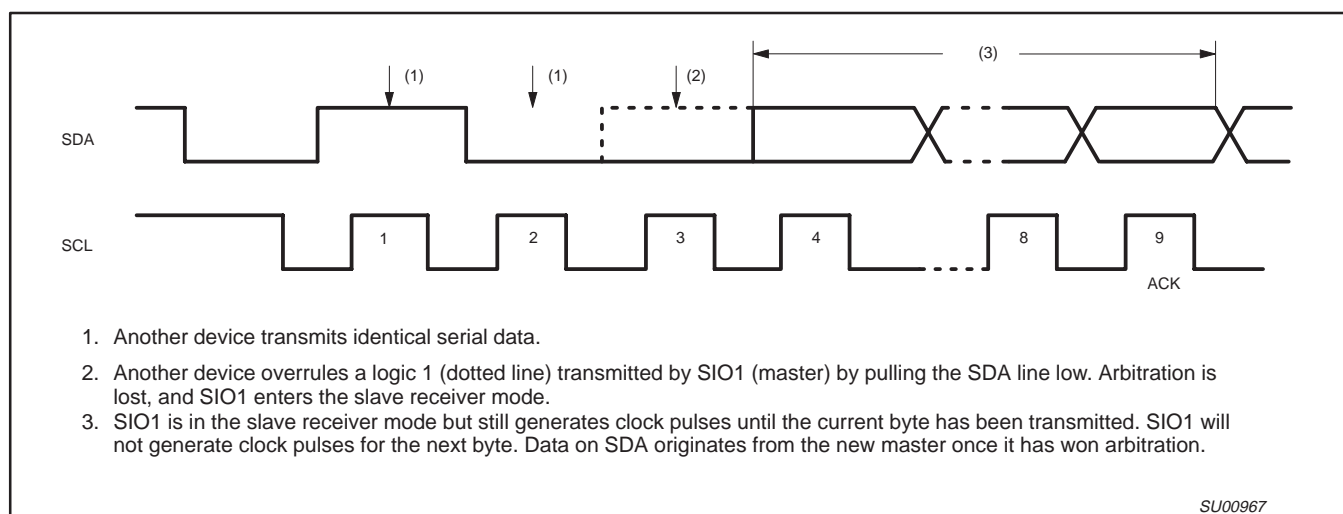 (3)
(1) (1) (2)
SDA
SCL
1 2 3 4 8 9
ACK
1. Another device transmits identical serial data.
2. Another device overrules a logic 1 (dotted line) transmitted by SIO1 (master) by pulling the SDA line low. Arbitration is
lost, and SIO1 enters the slave receiver mode.
3. SIO1 is in the slave receiver mode but still generates clock pulses until the current byte has been transmitted. SIO1 will
not generate clock pulses for the next byte. Data on SDA originates from the new master once it has won arbitration.
SU00967